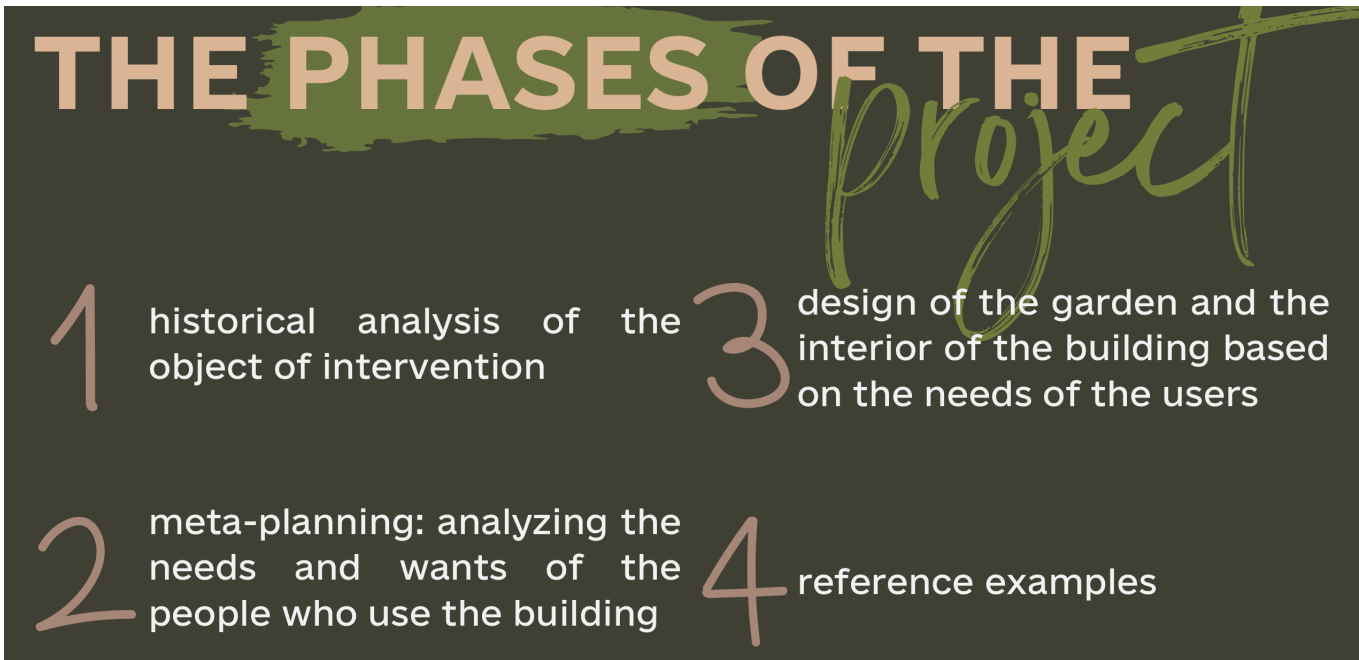 THE PHASES OF THE
project
1
historical analysis of the
object of intervention
2
meta-planning: analyzing the
needs and wants of the
people who use the building
3
design of the garden and the
interior of the building based
on the needs of the users
4
reference examples